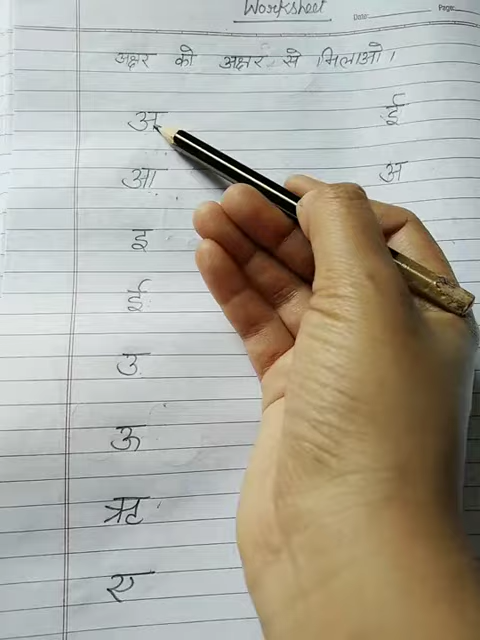 Worksheet
Date: Page:
अक्षर को अक्षर से मिलाओ।
अ ई
आ अ
इ
ई
उ
ऊ
ऋ
ए